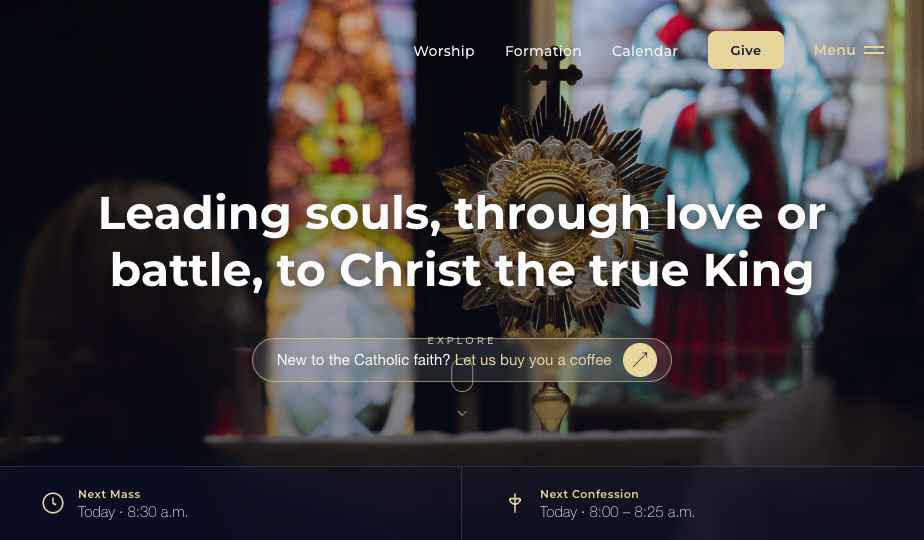 Worship Formation Calendar Give Menu
Leading souls, through love or
battle, to Christ the true King
EXPLORE
New to the Catholic faith? Let us buy you a coffee
Next Mass
Today · 8:30 a.m.
Next Confession
Today · 8:00 – 8:25 a.m.